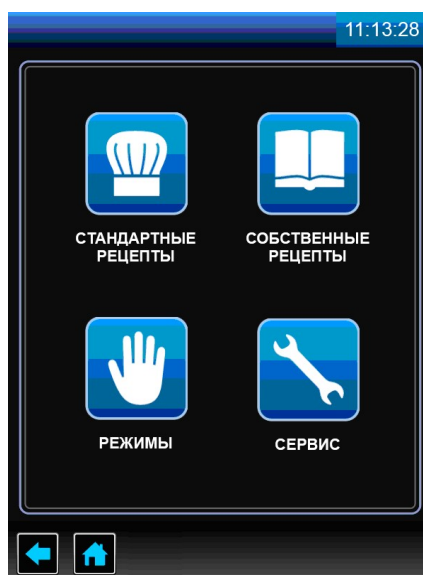 11:13:28
СТАНДАРТНЫЕ
РЕЦЕПТЫ
СОБСТВЕННЫЕ
РЕЦЕПТЫ
РЕЖИМЫ
СЕРВИС